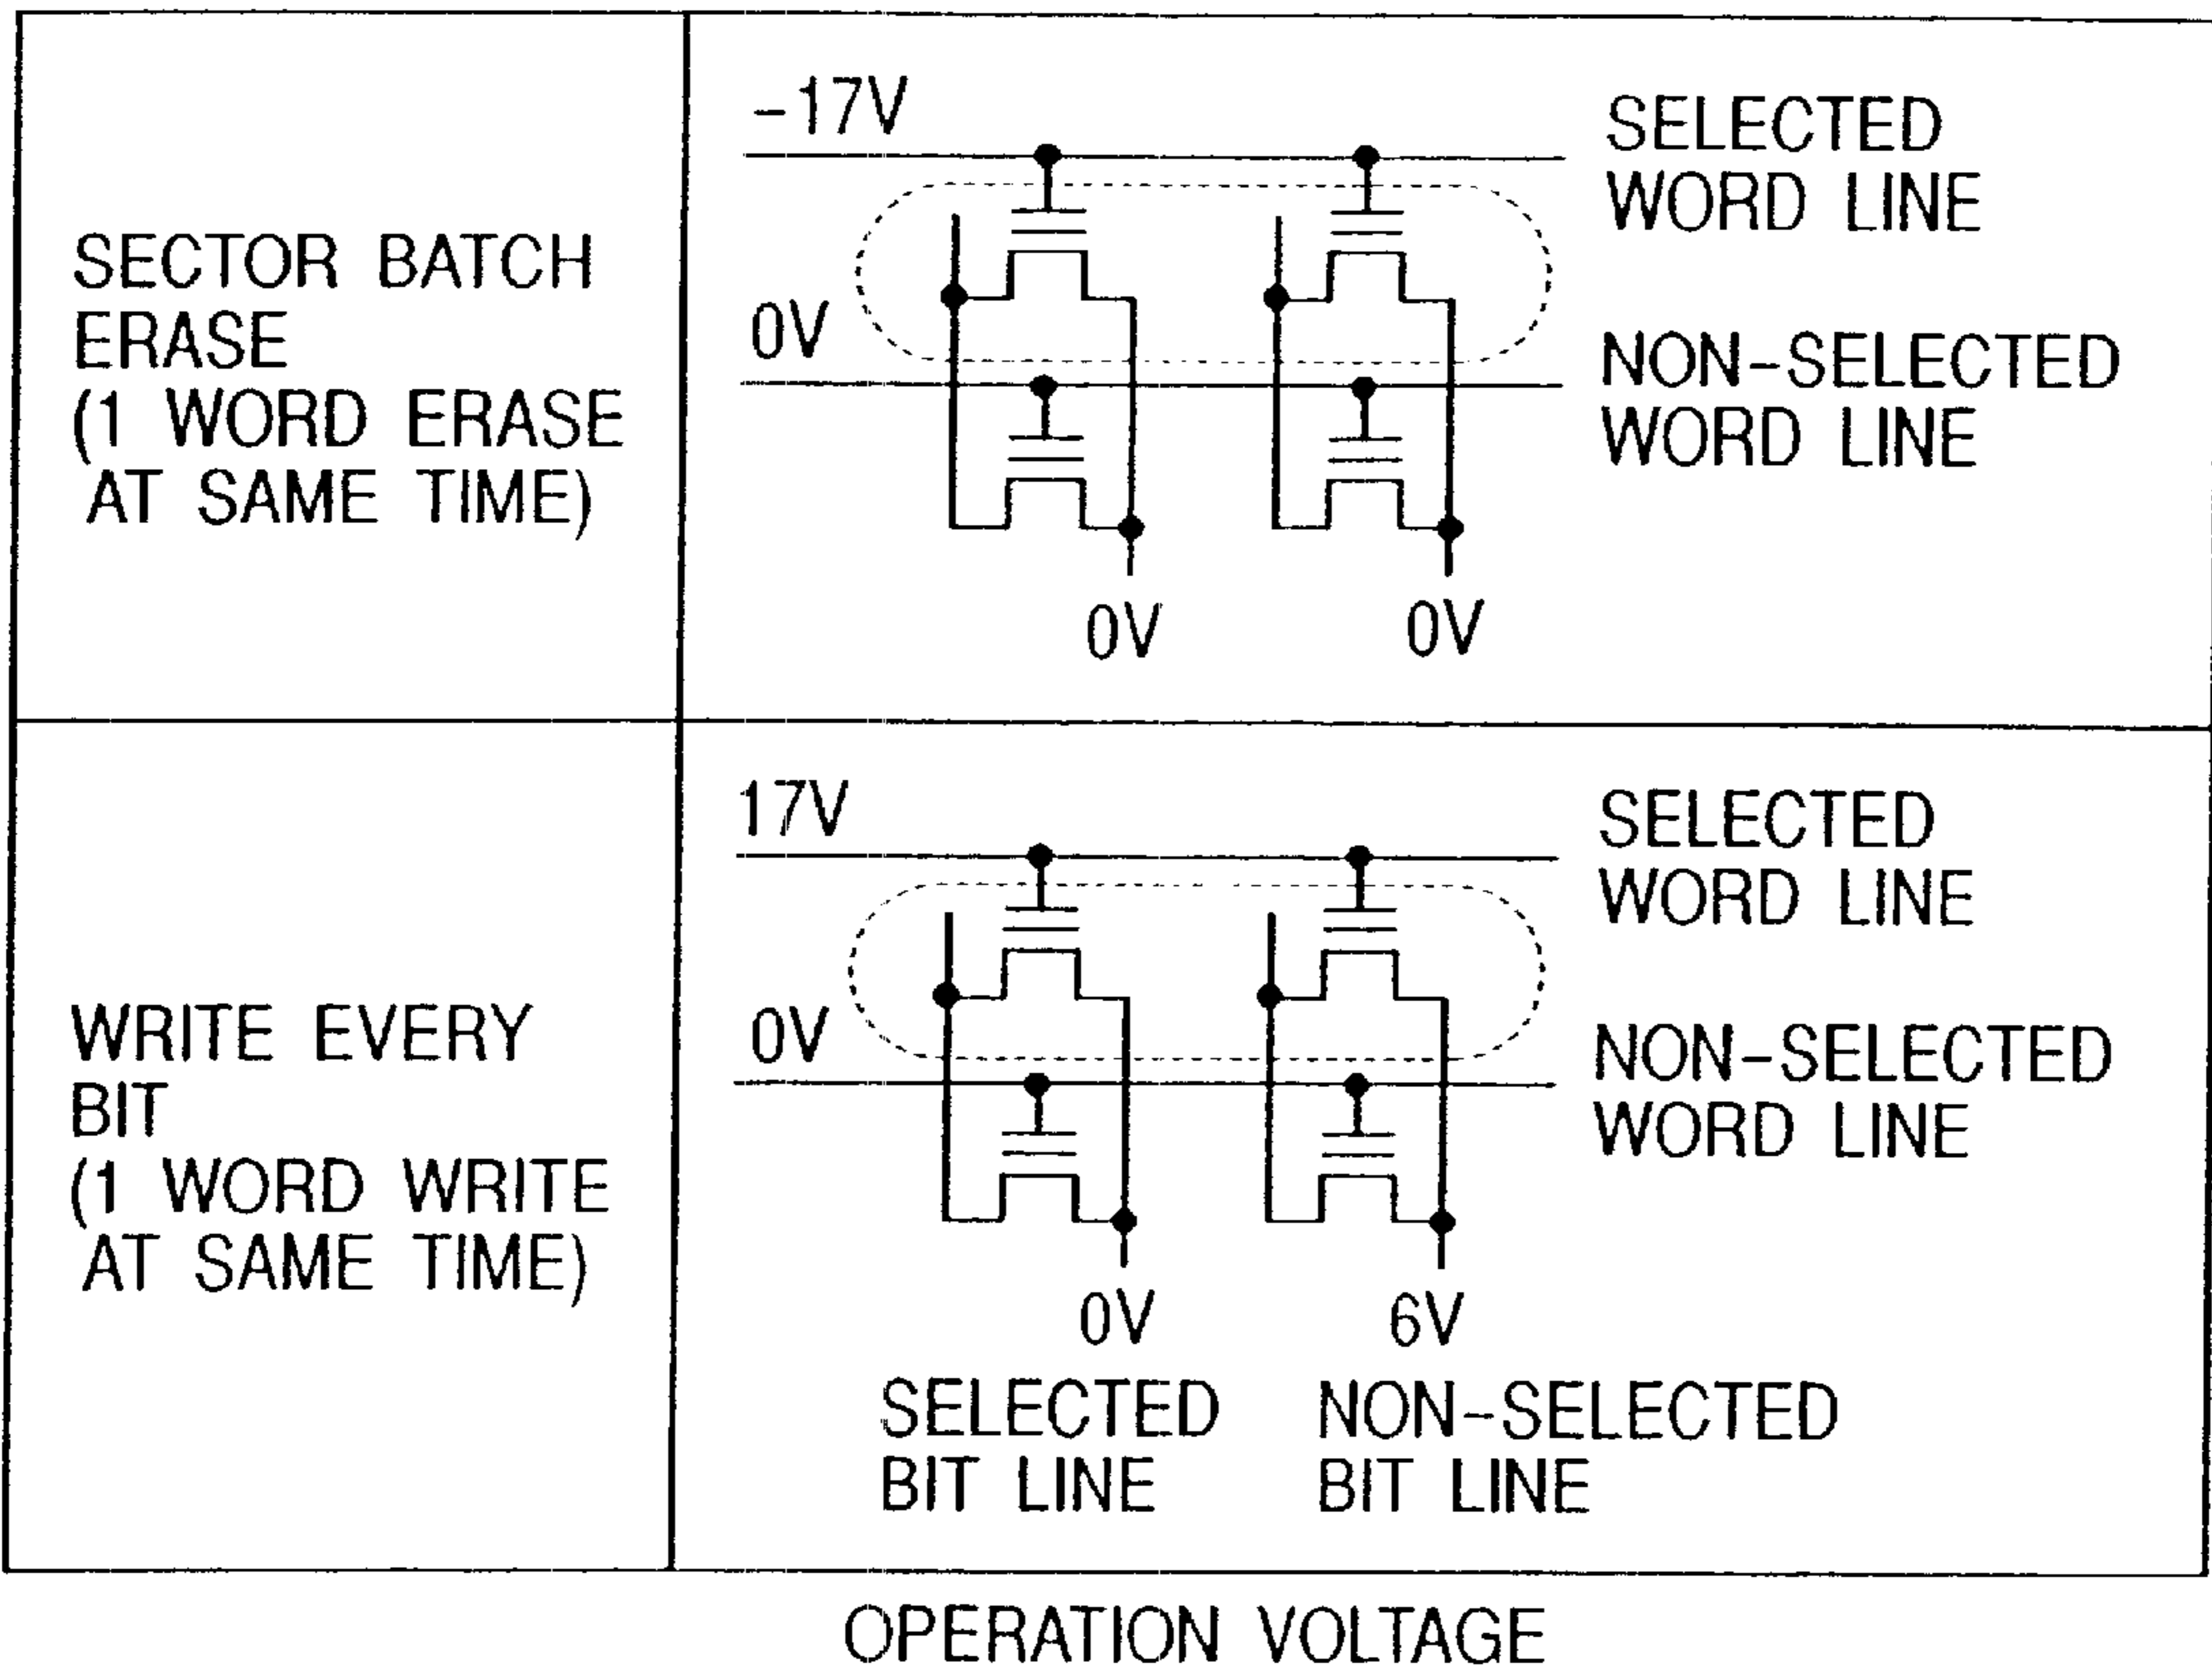 SECTOR BATCH
ERASE
(1 WORD ERASE
AT SAME TIME)
-17V
SELECTED
WORD LINE
0V
NON-SELECTED
WORD LINE
0V 0V
WRITE EVERY
BIT
(1 WORD WRITE
AT SAME TIME)
17V
SELECTED
WORD LINE
0V
NON-SELECTED
WORD LINE
0V 6V
SELECTED
BIT LINE
NON-SELECTED
BIT LINE
OPERATION VOLTAGE